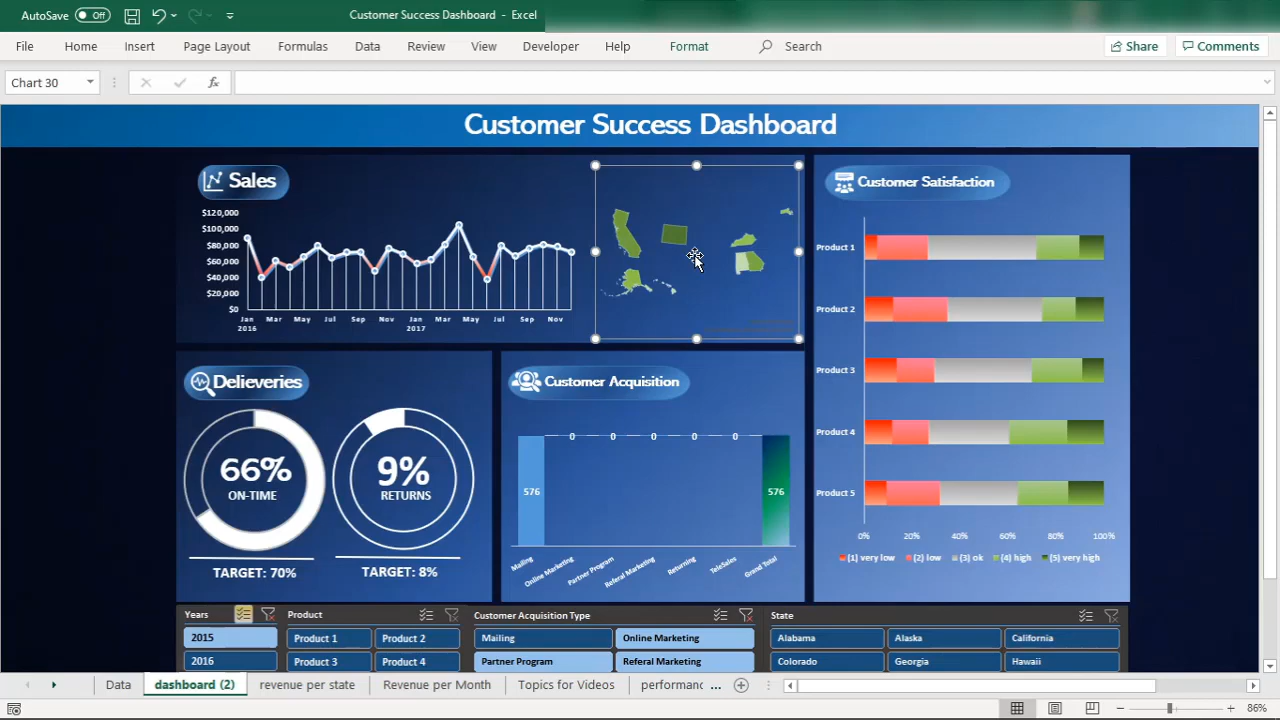 AutoSave Off
Customer Success Dashboard - Excel
File Home Insert Page Layout Formulas Data Review View Developer Help Format Search Share Comments
Chart 30
fx
Customer Success Dashboard
Sales
$120,000
$100,000
$80,000
$60,000
$40,000
$20,000
$0
Jan Mar May Jul Sep Nov Jan Mar May Jul Sep Nov
2016 2017
Customer Satisfaction
Product 1
Product 2
Product 3
Product 4
Product 5
0% 20% 40% 60% 80% 100%
(1) very low (2) low (3) ok (4) high (5) very high
Delieveries
66%
ON-TIME
TARGET: 70%
9%
RETURNS
TARGET: 8%
Customer Acquisition
0 0 0 0 0
576 576
Mailing Online Marketing Partner Program Referal Marketing Returning TeleSales Grand Total
Years Product Customer Acquisition Type State
2015 Product 1 Product 2 Mailing Online Marketing Alabama Alaska California
2016 Product 3 Product 4 Partner Program Referal Marketing Colorado Georgia Hawaii
Data dashboard (2) revenue per state Revenue per Month Topics for Videos performanc ...
86%